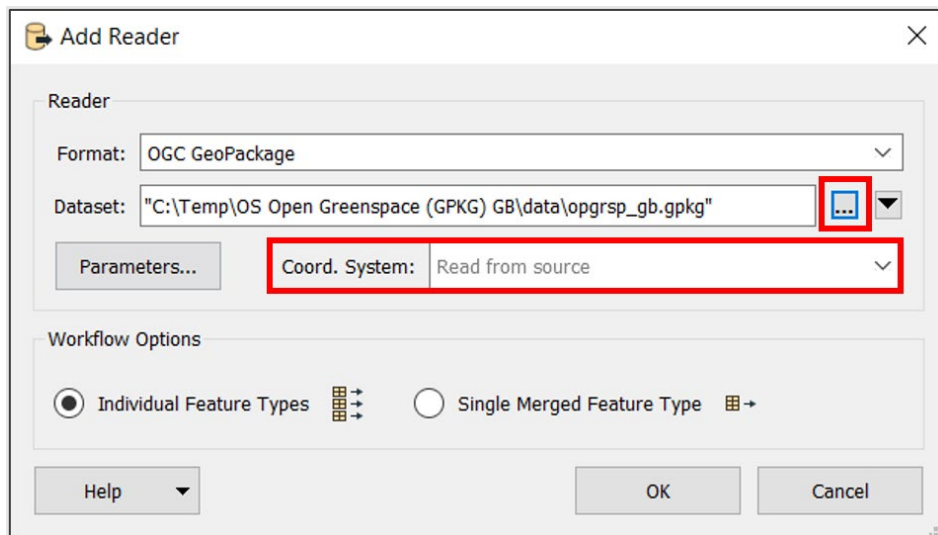 Add Reader
Reader
Format: OGC GeoPackage
Dataset: "C:\Temp\OS Open Greenspace (GPKG) GB\data\opgrsp_gb.gpkg" ...
Parameters... Coord. System: Read from source
Workflow Options
Individual Feature Types Single Merged Feature Type
Help OK Cancel